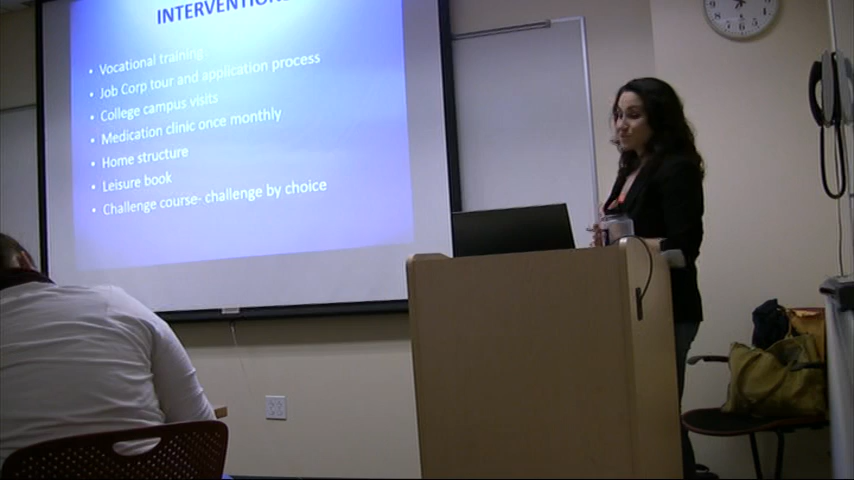 INTERVENTIONS
• Vocational training
• Job Corp tour and application process
• College campus visits
• Medication clinic once monthly
• Home structure
• Leisure book
• Challenge course- challenge by choice